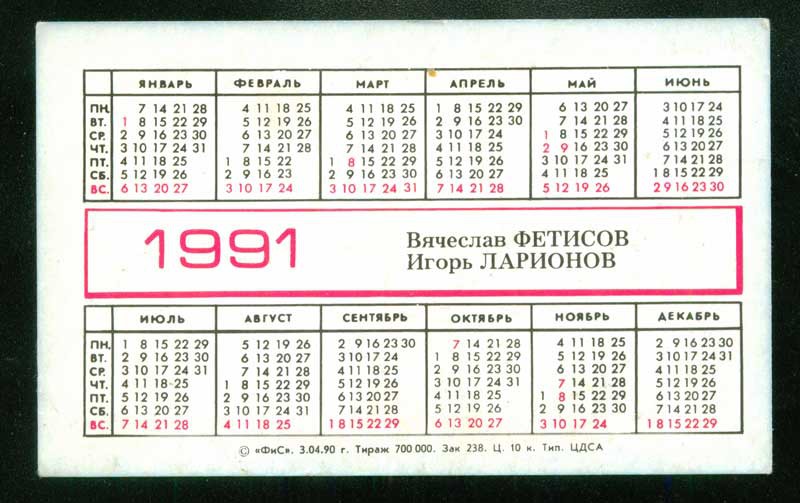 ЯНВАРЬ ФЕВРАЛЬ МАРТ АПРЕЛЬ МАЙ ИЮНЬ
ПН. 7 14 21 28 4 11 18 25 4 11 18 25 1 8 15 22 29 6 13 20 27 3 10 17 24
ВТ. 1 8 15 22 29 5 12 19 26 5 12 19 26 2 9 16 23 30 7 14 21 28 4 11 18 25
СР. 2 9 16 23 30 6 13 20 27 6 13 20 27 3 10 17 24 1 8 15 22 29 5 12 19 26
ЧТ. 3 10 17 24 31 7 14 21 28 7 14 21 28 4 11 18 25 2 9 16 23 30 6 13 20 27
ПТ. 4 11 18 25 1 8 15 22 1 8 15 22 29 5 12 19 26 3 10 17 24 31 7 14 21 28
СБ. 5 12 19 26 2 9 16 23 2 9 16 23 30 6 13 20 27 4 11 18 25 1 8 15 22 29
ВС. 6 13 20 27 3 10 17 24 3 10 17 24 31 7 14 21 28 5 12 19 26 2 9 16 23 30
1991
Вячеслав ФЕТИСОВ
Игорь ЛАРИОНОВ
ИЮЛЬ АВГУСТ СЕНТЯБРЬ ОКТЯБРЬ НОЯБРЬ ДЕКАБРЬ
ПН. 1 8 15 22 29 5 12 19 26 2 9 16 23 30 7 14 21 28 4 11 18 25 2 9 16 23 30
ВТ. 2 9 16 23 30 6 13 20 27 3 10 17 24 1 8 15 22 29 5 12 19 26 3 10 17 24 31
СР. 3 10 17 24 31 7 14 21 28 4 11 18 25 2 9 16 23 30 6 13 20 27 4 11 18 25
ЧТ. 4 11 18 25 1 8 15 22 29 5 12 19 26 3 10 17 24 31 7 14 21 28 5 12 19 26
ПТ. 5 12 19 26 2 9 16 23 30 6 13 20 27 4 11 18 25 1 8 15 22 29 6 13 20 27
СБ. 6 13 20 27 3 10 17 24 31 7 14 21 28 5 12 19 26 2 9 16 23 30 7 14 21 28
ВС. 7 14 21 28 4 11 18 25 1 8 15 22 29 6 13 20 27 3 10 17 24 1 8 15 22 29
© «ФиС». 3.04.90 г. Тираж 700 000. Зак 238. Ц. 10 к. Тип. ЦДСА